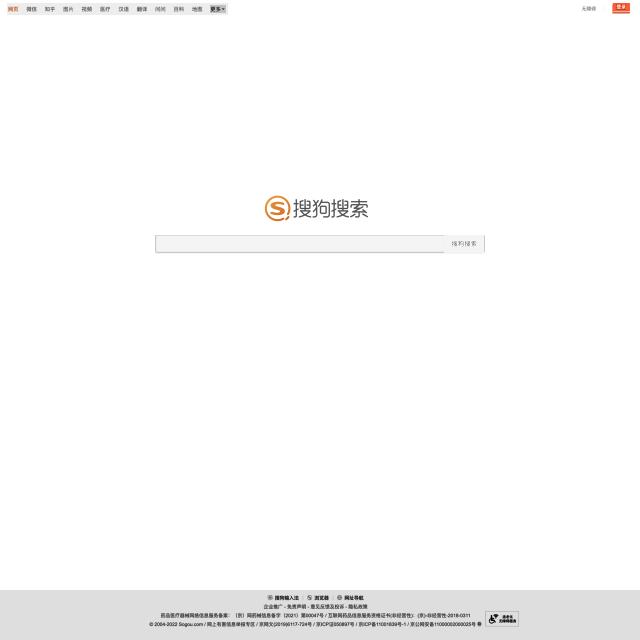 网页 微信 知乎 图片 视频 医疗 汉语 翻译 问问 百科 地图 更多
无障碍 登录
搜狗搜索
搜狗搜索
搜狗输入法 浏览器 网址导航
企业推广 - 免责声明 - 意见反馈及投诉 - 隐私政策
药品医疗器械网络信息服务备案:(京)网药械信息备字(2021)第00047号 / 互联网药品信息服务资格证书(非经营性):(京)-非经营性-2018-0311
© 2004-2022 Sogou.com / 网上有害信息举报专区 / 京网文(2019)6117-724号 / 京ICP证050897号 / 京ICP备11001839号-1 / 京公网安备11000002000025号